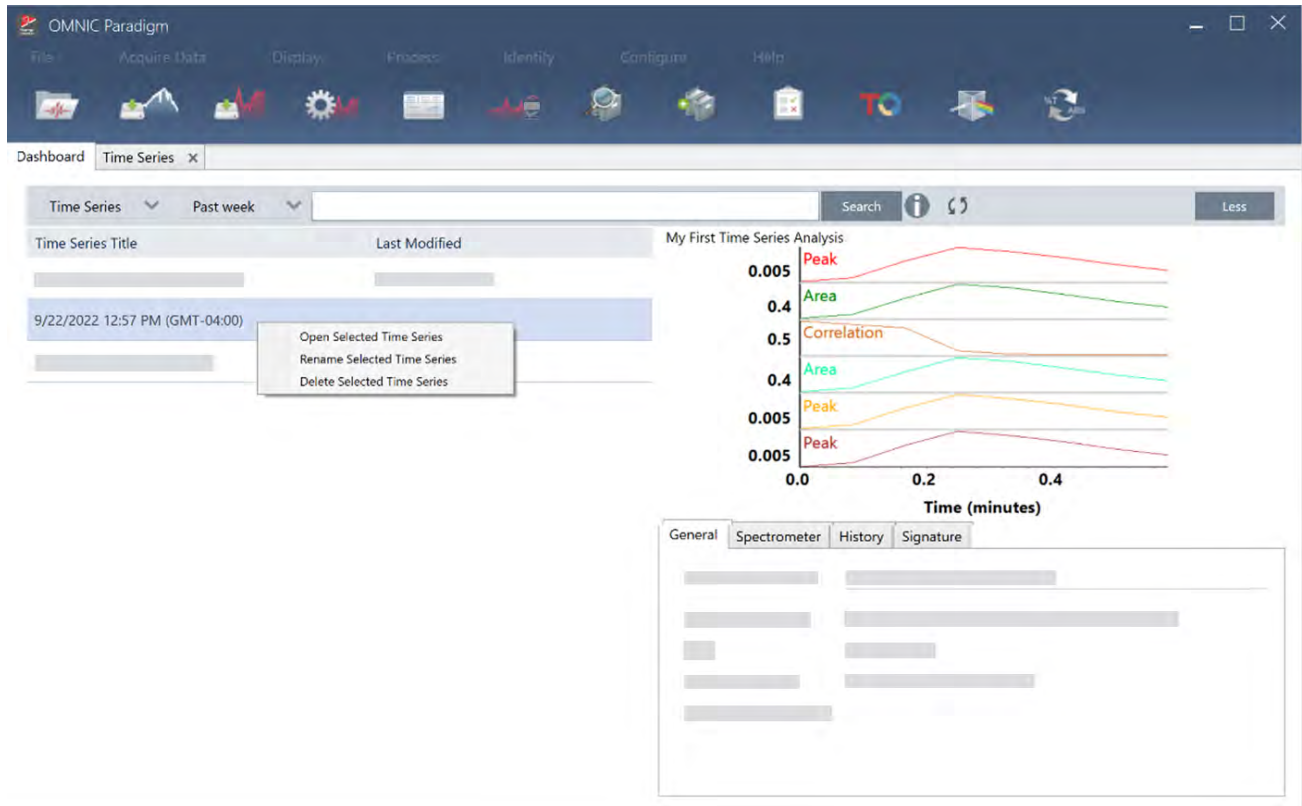 OMNIC Paradigm
File Acquire Data Display Process Identify Configure Help
TQ %T ABS
Dashboard Time Series ×
Time Series Past week Search i Less
Time Series Title Last Modified
9/22/2022 12:57 PM (GMT-04:00)
Open Selected Time Series
Rename Selected Time Series
Delete Selected Time Series
My First Time Series Analysis
0.005 Peak
0.4 Area
0.5 Correlation
0.4 Area
0.005 Peak
0.005 Peak
0.0 0.2 0.4
Time (minutes)
General Spectrometer History Signature